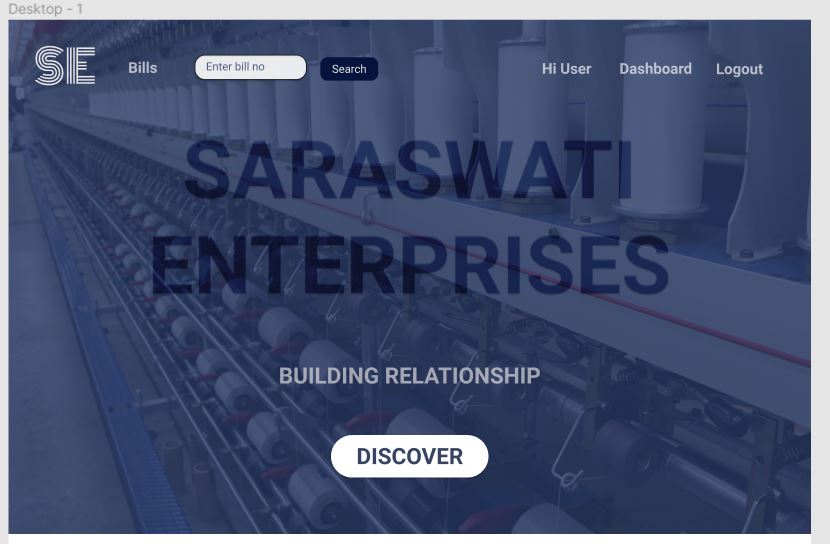 Desktop - 1
SE Bills Enter bill no Search Hi User Dashboard Logout
SARASWATI
ENTERPRISES
BUILDING RELATIONSHIP
DISCOVER